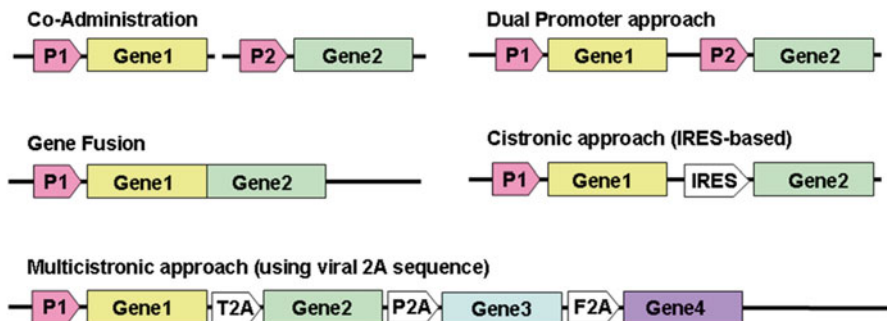 Co-Administration
P1 Gene1 P2 Gene2
Dual Promoter approach
P1 Gene1 P2 Gene2
Gene Fusion
P1 Gene1 Gene2
Cistronic approach (IRES-based)
P1 Gene1 IRES Gene2
Multicistronic approach (using viral 2A sequence)
P1 Gene1 T2A Gene2 P2A Gene3 F2A Gene4